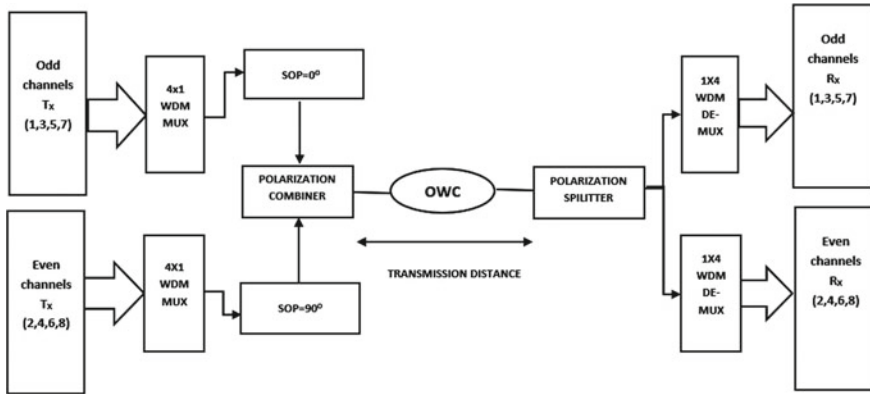 Odd
channels
Tx
(1,3,5,7)
4x1
WDM
MUX
SOP=0⁰
POLARIZATION
COMBINER
OWC
POLARIZATION
SPILITTER
1X4
WDM
DE-
MUX
Odd
channels
Rx
(1,3,5,7)
Even
channels
Tx
(2,4,6,8)
4X1
WDM
MUX
SOP=90⁰
TRANSMISSION DISTANCE
1X4
WDM
DE-
MUX
Even
channels
Rx
(2,4,6,8)